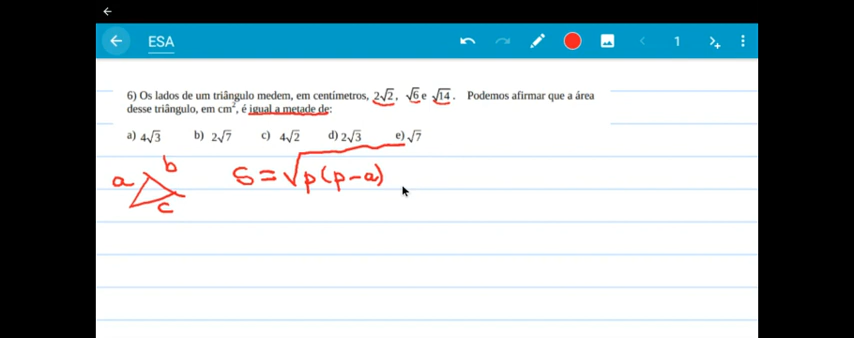 ESA
1
6) Os lados de um triângulo medem, em centímetros, 2√2, √6 e √14. Podemos afirmar que a área
desse triângulo, em cm², é igual a metade de:
a) 4√3 b) 2√7 c) 4√2 d) 2√3 e) √7
a b c
S = √p(p-a)